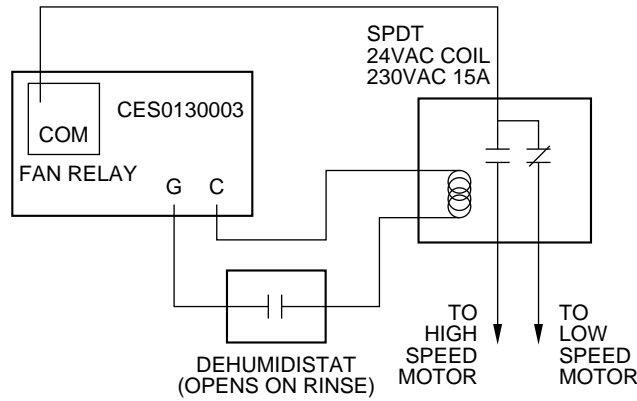 SPDT
24VAC COIL
230VAC 15A
CES0130003
COM
FAN RELAY
G C
DEHUMIDISTAT
(OPENS ON RINSE)
TO
HIGH
SPEED
MOTOR
TO
LOW
SPEED
MOTOR